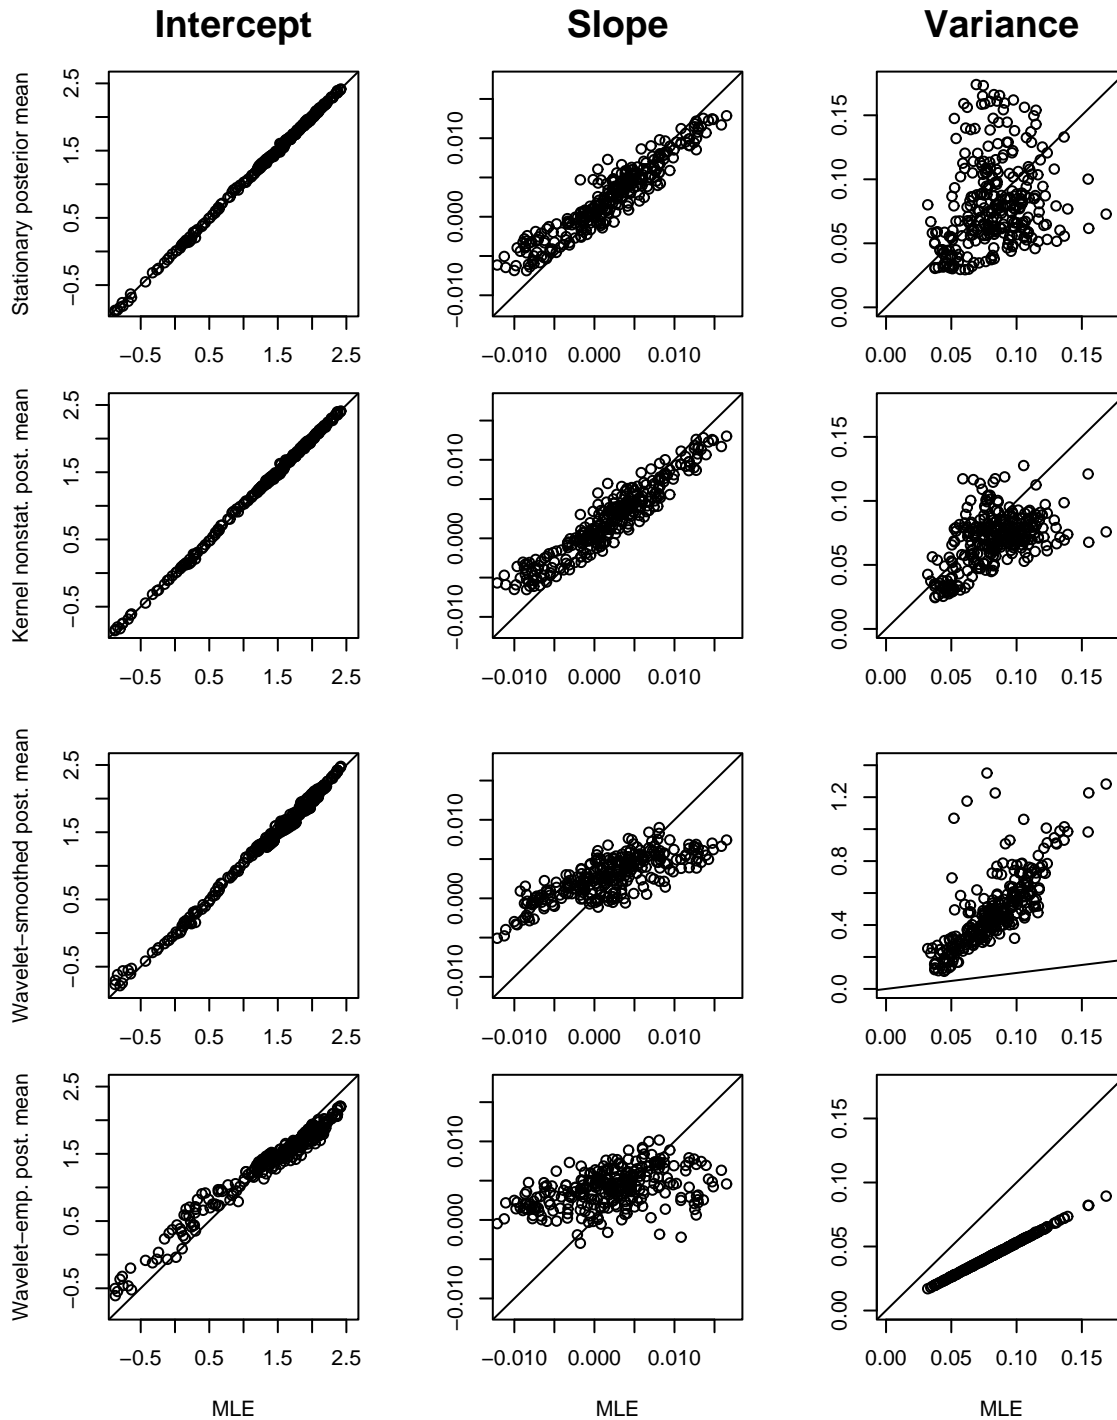 Intercept Slope Variance
Stationary posterior mean
2.5
1.5
0.5
−0.5
−0.5 0.5 1.5 2.5
0.010
0.000
−0.010
−0.010 0.000 0.010
0.15
0.10
0.05
0.00
0.00 0.05 0.10 0.15
Kernel nonstat. post. mean
2.5
1.5
0.5
−0.5
−0.5 0.5 1.5 2.5
0.010
0.000
−0.010
−0.010 0.000 0.010
0.15
0.10
0.05
0.00
0.00 0.05 0.10 0.15
Wavelet−smoothed post. mean
2.5
1.5
0.5
−0.5
−0.5 0.5 1.5 2.5
0.010
0.000
−0.010
−0.010 0.000 0.010
1.2
0.8
0.4
0.0
0.00 0.05 0.10 0.15
Wavelet−emp. post. mean
2.5
1.5
0.5
−0.5
−0.5 0.5 1.5 2.5
0.010
0.000
−0.010
−0.010 0.000 0.010
0.15
0.10
0.05
0.00
0.00 0.05 0.10 0.15
MLE MLE MLE